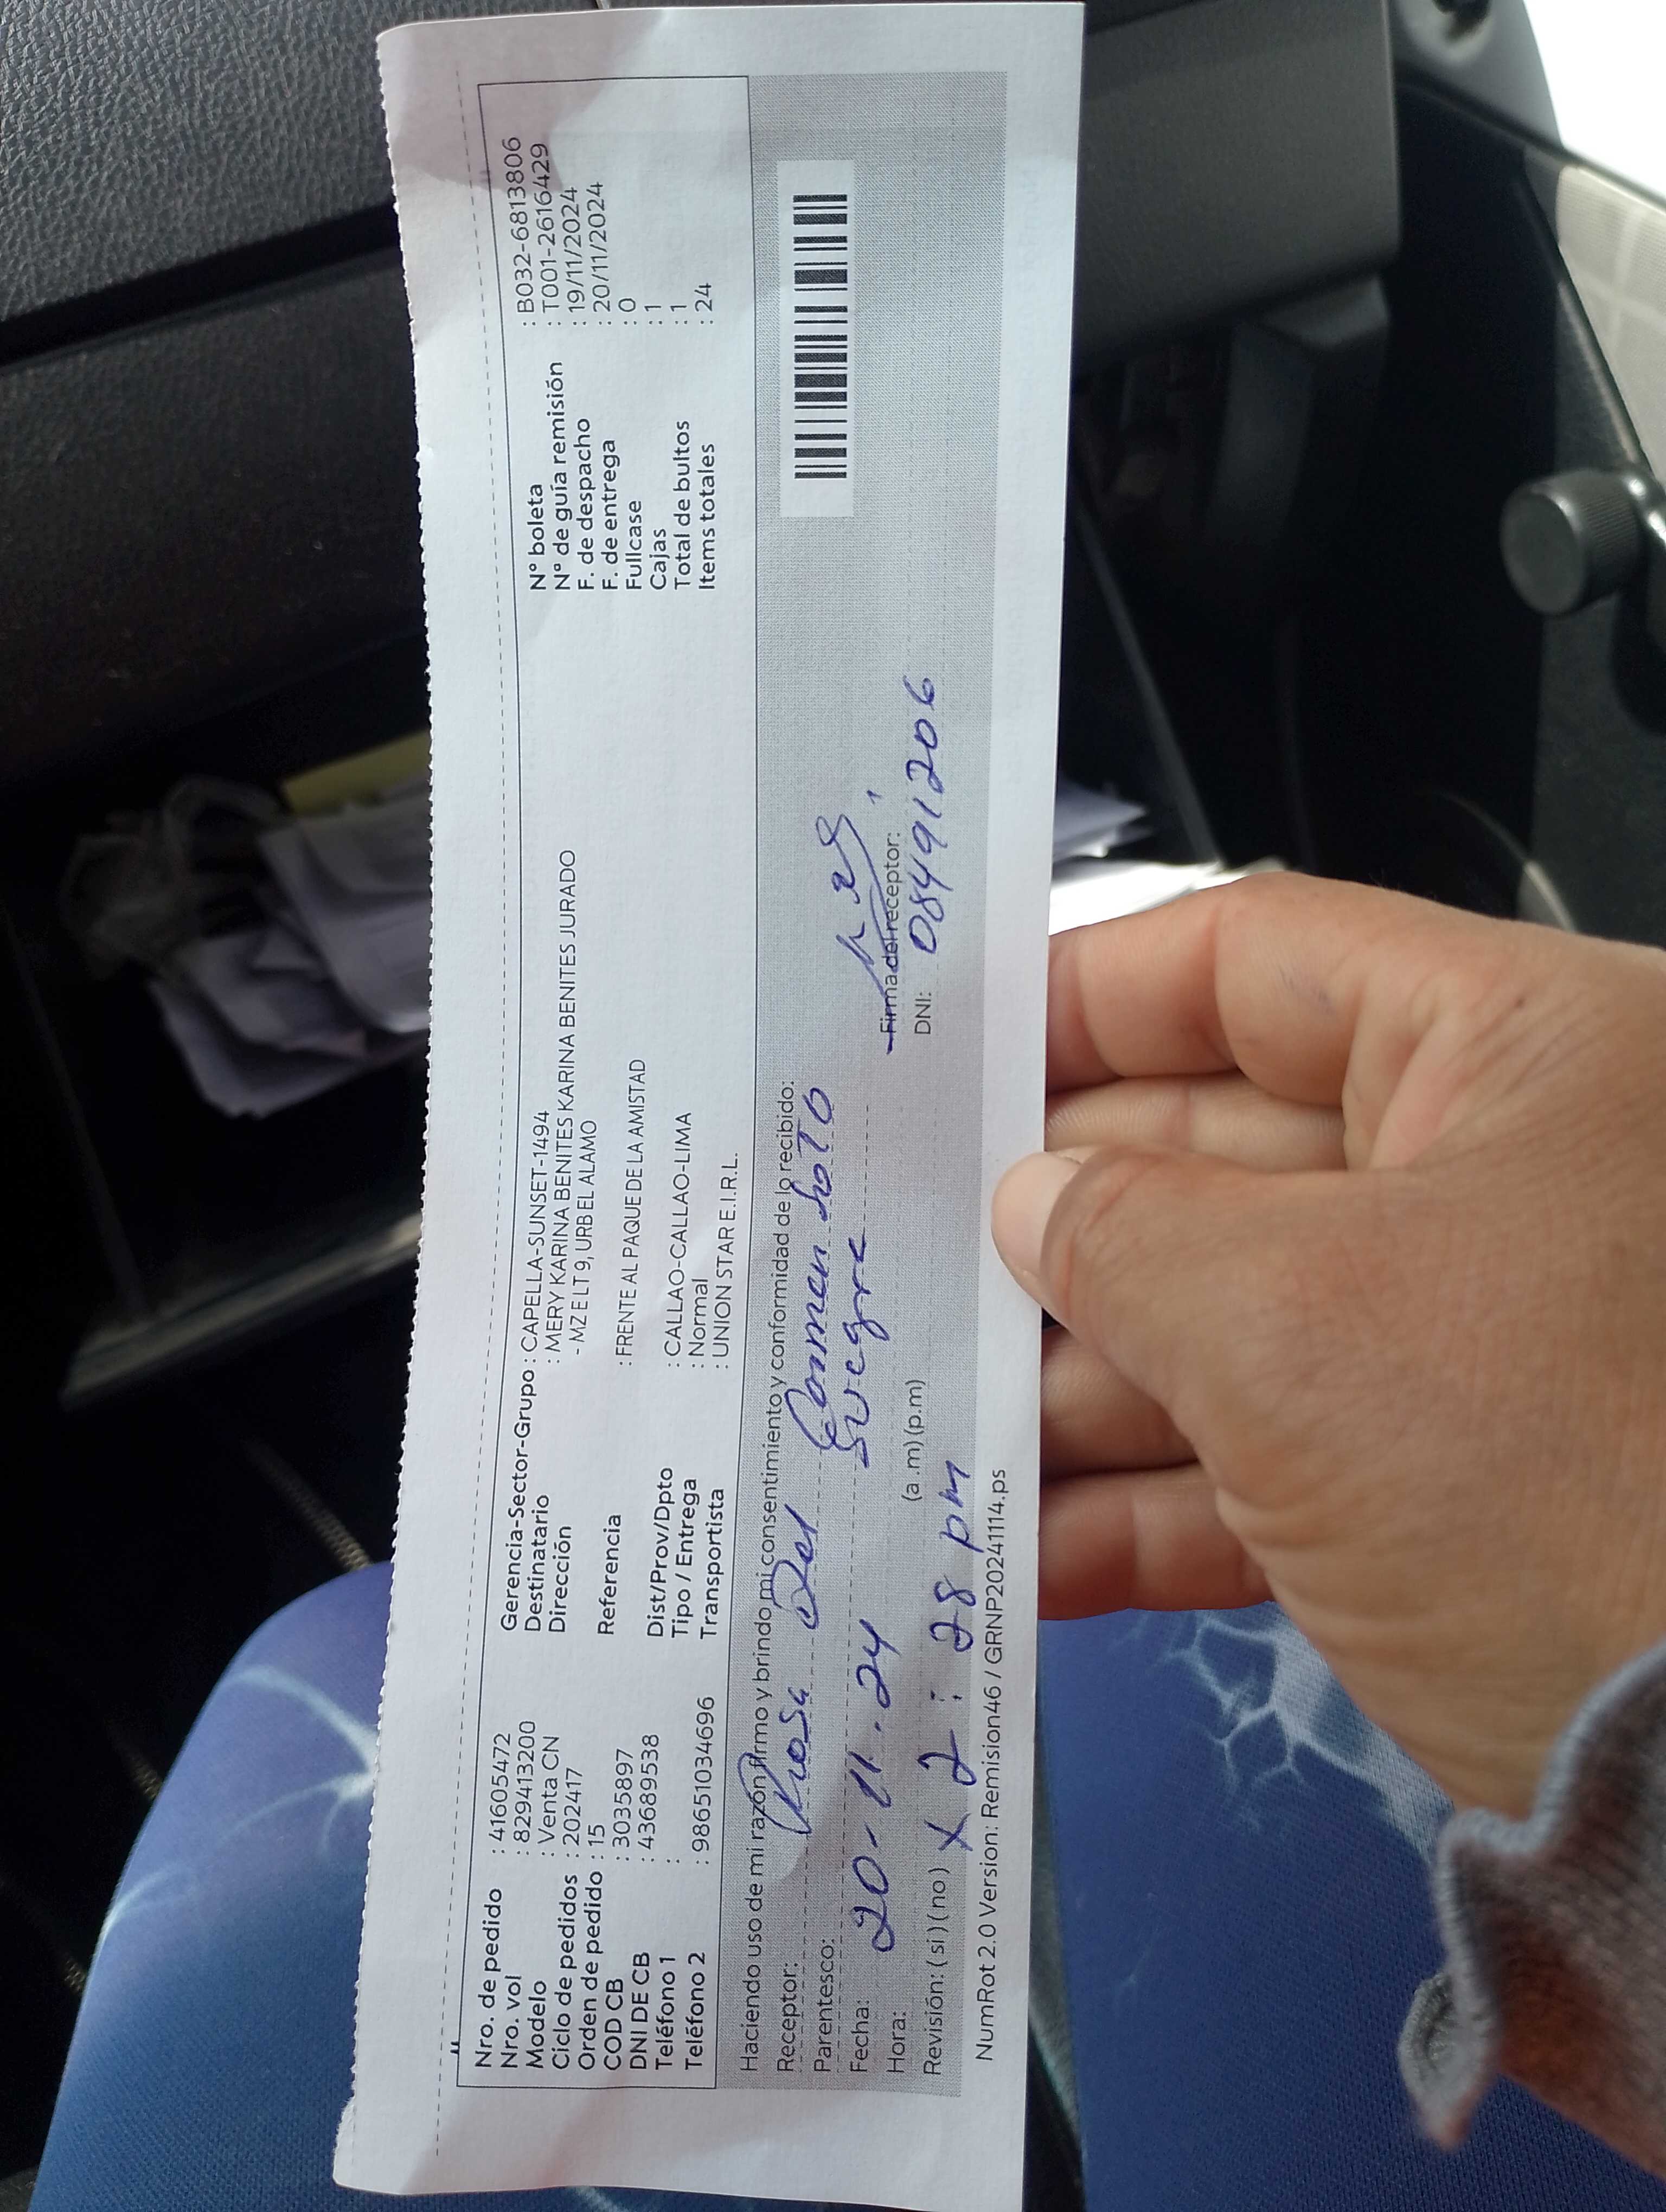 Nro. de pedido : 41605472
Nro. vol : 829413200
Modelo : Venta CN
Ciclo de pedidos : 202417
Orden de pedido : 15
COD CB : 3035897
DNI DE CB : 43689538
Teléfono 1 :
Teléfono 2 : 98651034696
Gerencia-Sector-Grupo : CAPELLA-SUNSET-1494
Destinatario : MERY KARINA BENITES KARINA BENITES JURADO
Dirección - MZ E LT 9, URB EL ALAMO
Referencia : FRENTE AL PAQUE DE LA AMISTAD
Dist/Prov/Dpto : CALLAO-CALLAO-LIMA
Tipo / Entrega : Normal
Transportista : UNION STAR E.I.R.L.
N° boleta : B032-6813806
N° de guía remisión : T001-2616429
F. de despacho : 19/11/2024
F. de entrega : 20/11/2024
Fullcase : 0
Cajas : 1
Total de bultos : 1
Items totales : 24
Haciendo uso de mi razón firmo y brindo mi consentimiento y conformidad de lo recibido:
Receptor: Rosa Del Carmen Soto
Parentesco: suegra
Fecha: 20-11-24
Hora: 2:28 pm (a.m) (p.m)
Revisión: (si) (no) X
Firma del receptor:
DNI: 08491206
NumRot 2.0 Version: Remision46 / GRNP20241114.ps